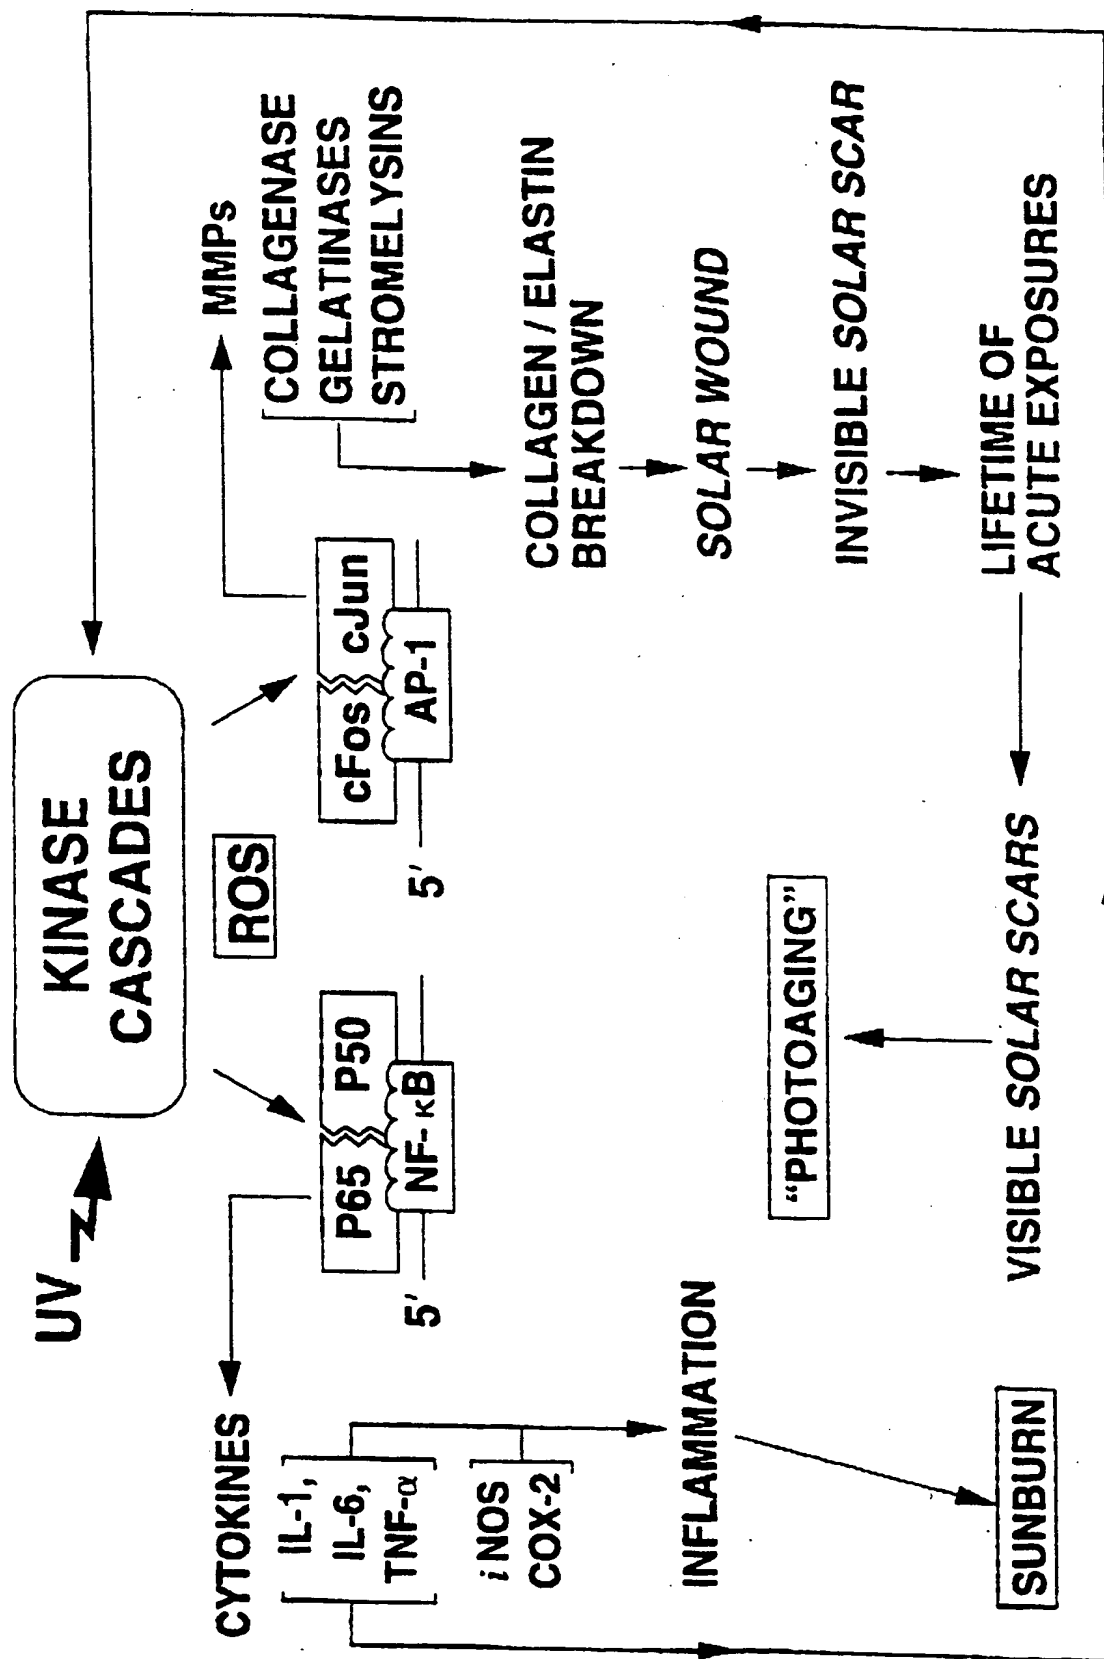 UV
KINASE
CASCADES
ROS
CYTOKINES
IL-1,
IL-6,
TNF-α
iNOS
COX-2
INFLAMMATION
SUNBURN
P65 P50
NF-κB
5′
cFos cJun
AP-1
5′
MMPs
COLLAGENASE
GELATINASES
STROMELYSINS
COLLAGEN / ELASTIN
BREAKDOWN
SOLAR WOUND
INVISIBLE SOLAR SCAR
LIFETIME OF
ACUTE EXPOSURES
VISIBLE SOLAR SCARS
“PHOTOAGING”